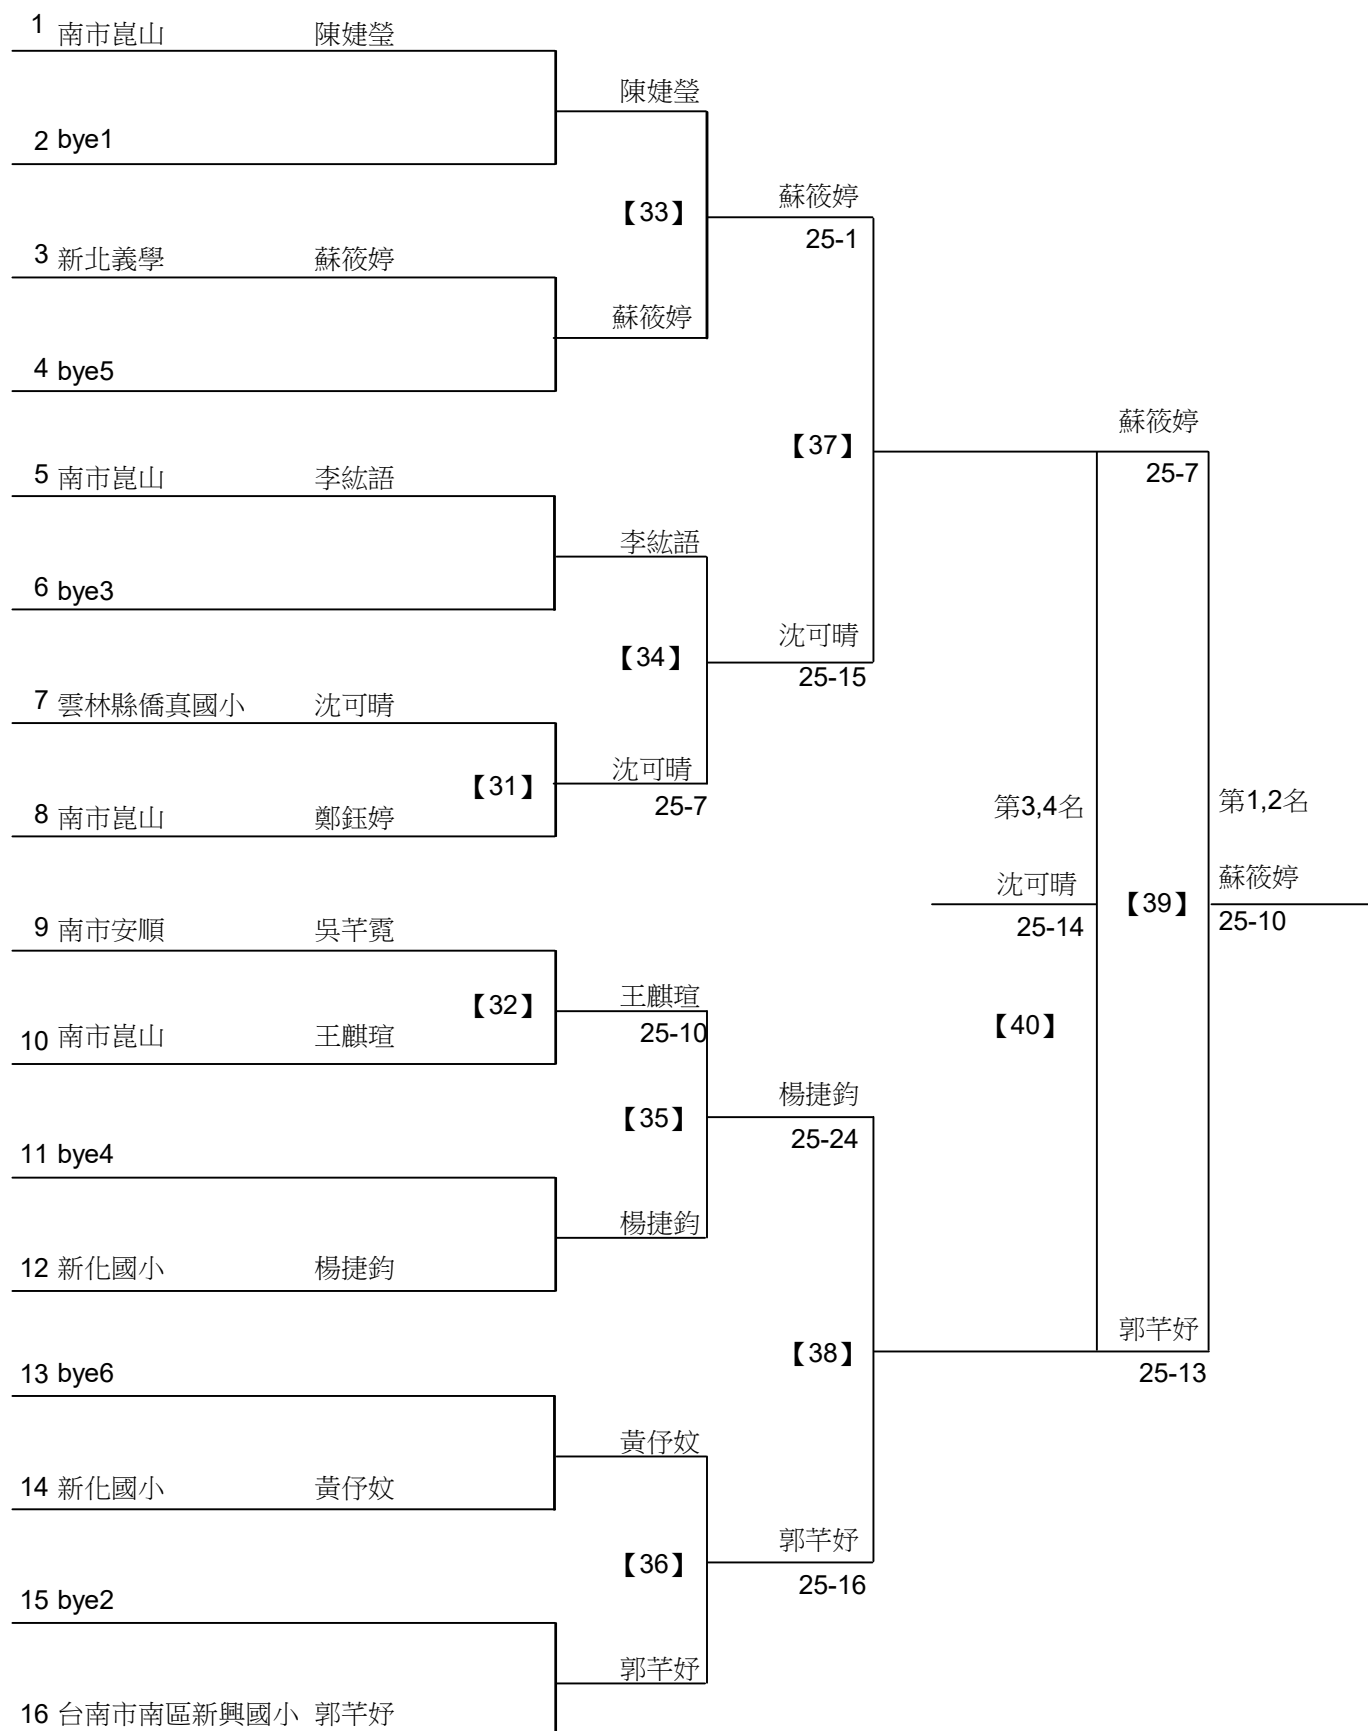 1 南市崑山 陳婕瑩
陳婕瑩
2 bye1
【33】
蘇筱婷
25-1
3 新北義學 蘇筱婷
蘇筱婷
4 bye5
【37】
蘇筱婷
25-7
5 南市崑山 李紘語
李紘語
6 bye3
【34】
沈可晴
25-15
7 雲林縣僑真國小 沈可晴
【31】
沈可晴
25-7
8 南市崑山 鄭鈺婷
第3,4名
第1,2名
沈可晴
25-14
【39】
蘇筱婷
25-10
9 南市安順 吳芊霓
【32】
王麒瑄
25-10
【40】
10 南市崑山 王麒瑄
【35】
楊捷鈞
25-24
11 bye4
楊捷鈞
12 新化國小 楊捷鈞
【38】
郭芊妤
25-13
13 bye6
黃伃妏
14 新化國小 黃伃妏
【36】
郭芊妤
25-16
15 bye2
郭芊妤
16 台南市南區新興國小 郭芊妤